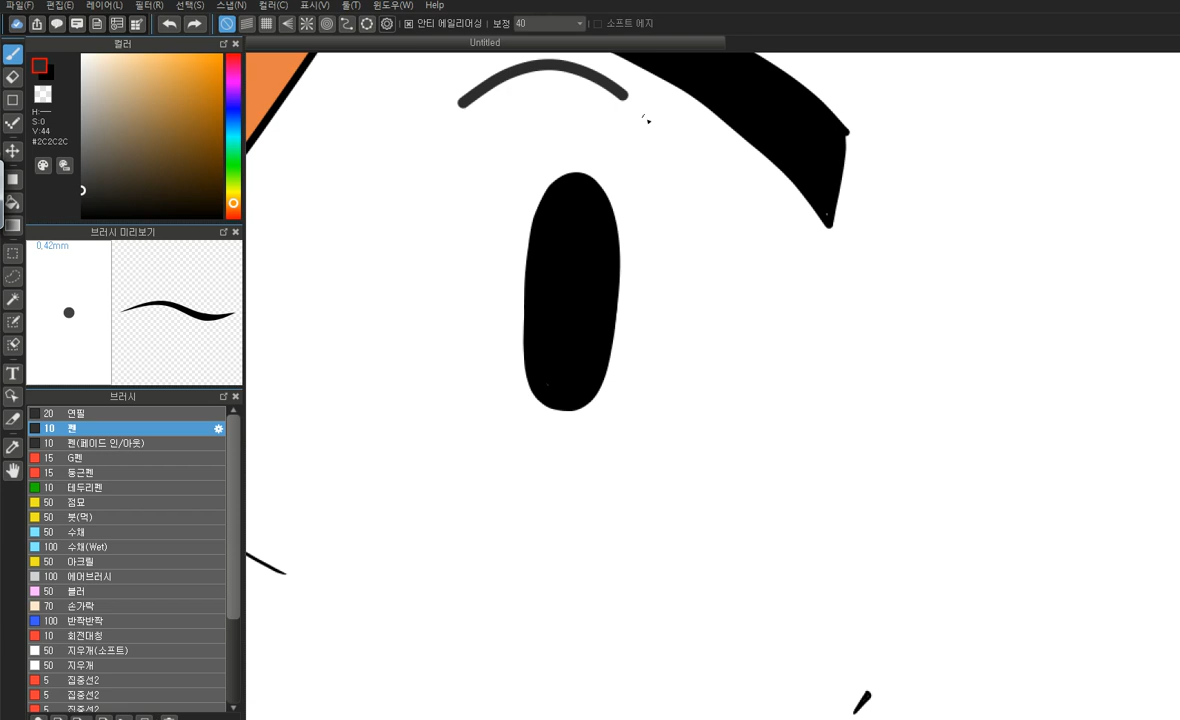 파일(F) 편집(E) 레이어(L) 필터(R) 선택(S) 스냅(N) 컬러(C) 표시(V) 툴(T) 윈도우(W) Help
안티 에일리어싱 보정 40 소프트 에지
컬러
Untitled
H:---
S:0
V:44
#2C2C2C
브러시 미리보기
0.42mm
브러시
20 연필
10 펜
10 펜(페이드 인/아웃)
15 G펜
15 둥근펜
10 테두리펜
50 점묘
50 붓(먹)
50 수채
100 수채(Wet)
50 아크릴
100 에어브러시
50 블러
70 손가락
100 반짝반짝
10 회전대칭
50 지우개(소프트)
50 지우개
5 집중선2
5 집중선2
5 집중선2